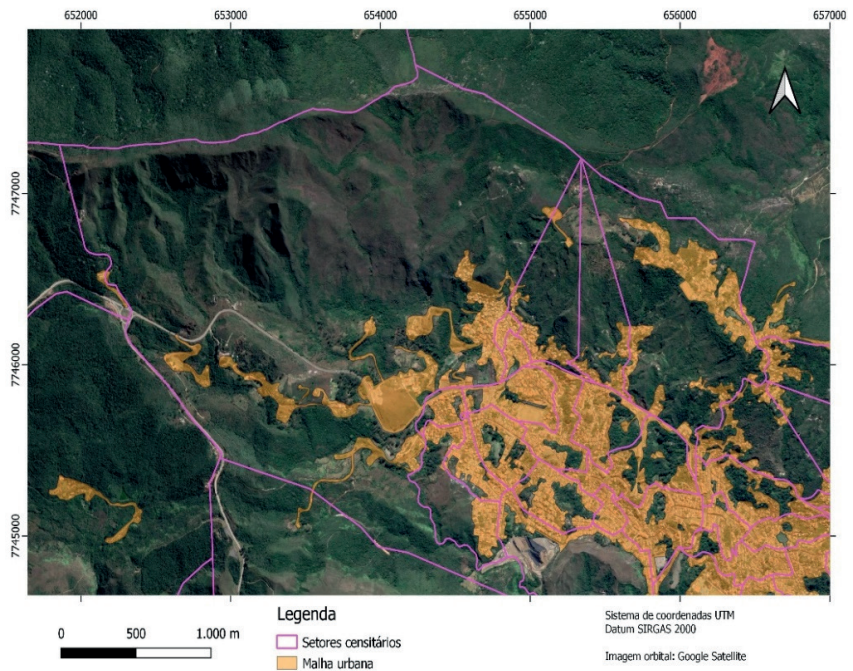 652000 653000 654000 655000 656000 657000
7747000
7746000
7745000
0 500 1.000 m
Legenda
Setores censitários
Malha urbana
Sistema de coordenadas UTM
Datum SIRGAS 2000
Imagem orbital: Google Satellite